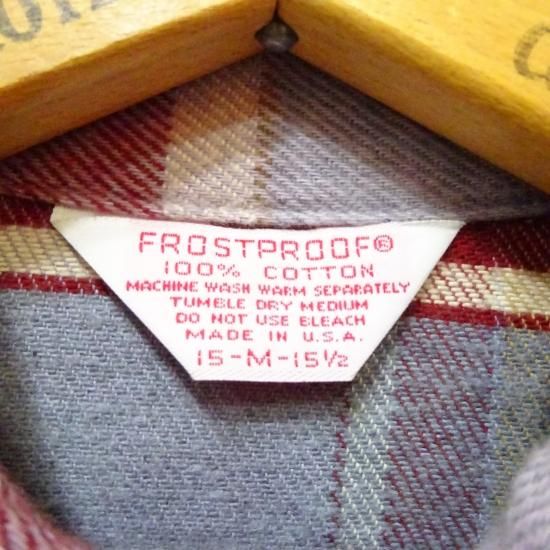 FROSTPROOF®
100% COTTON
MACHINE WASH WARM SEPARATELY
TUMBLE DRY MEDIUM
DO NOT USE BLEACH
MADE IN U.S.A.
15-M-15½